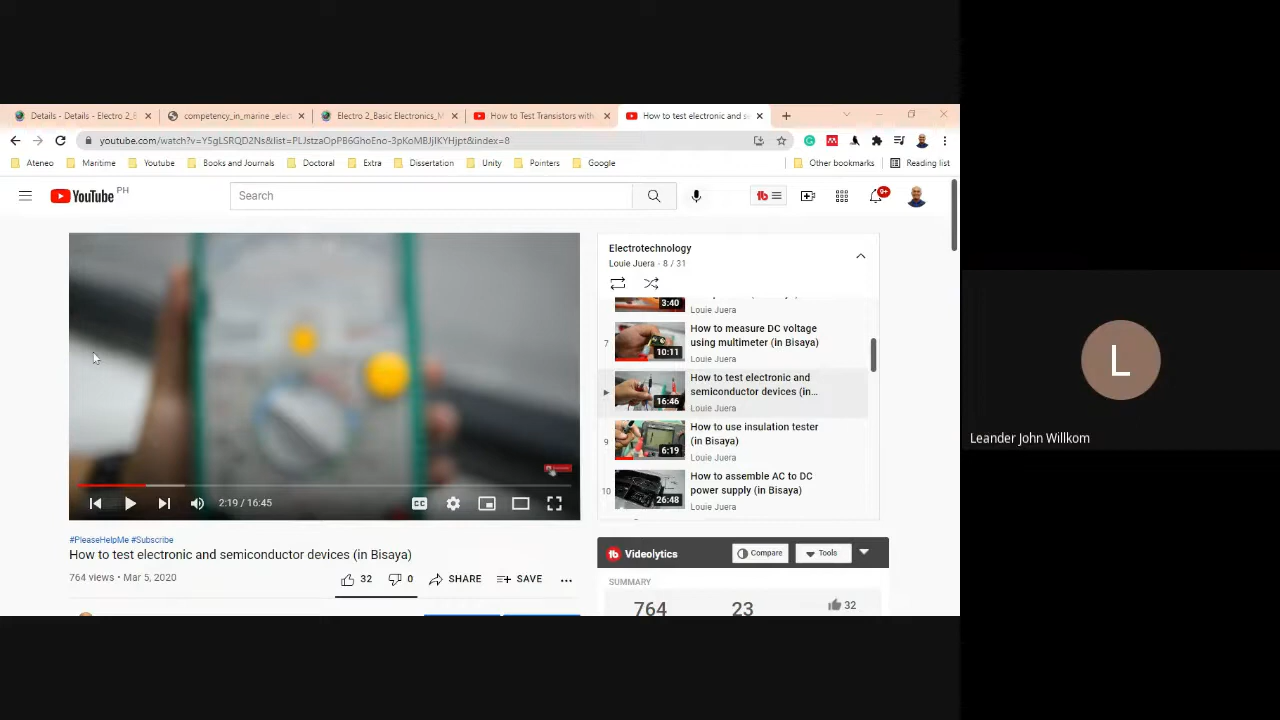 Details - Details - Electro 2_E
competency_in_marine_elect
Electro 2_Basic Electronics_M
How to Test Transistors with
How to test electronic and se
youtube.com/watch?v=Y5gLSRQD2Ns&list=PLJstzaOpPB6GhoEno-2oKoMBJiIKYHjpt&index=8
Ateneo
Maritime
Youtube
Books and Journals
Doctoral
Extra
Dissertation
Unity
Pointers
Google
Other bookmarks
Reading list
YouTube PH
Search
9+
Electrotechnology
Louie Juera - 8 / 31
3:40
Louie Juera
7
10:11
How to measure DC voltage
using multimeter (in Bisaya)
Louie Juera
16:46
How to test electronic and
semiconductor devices (in...
Louie Juera
9
6:19
How to use insulation tester
(in Bisaya)
Louie Juera
10
26:48
How to assemble AC to DC
power supply (in Bisaya)
Louie Juera
2:19 / 16:45
CC
#PleaseHelpMe #Subscribe
How to test electronic and semiconductor devices (in Bisaya)
764 views • Mar 5, 2020
32
0
SHARE
SAVE
Videolytics
Compare
Tools
SUMMARY
764
23
32
L
Leander John Willkom